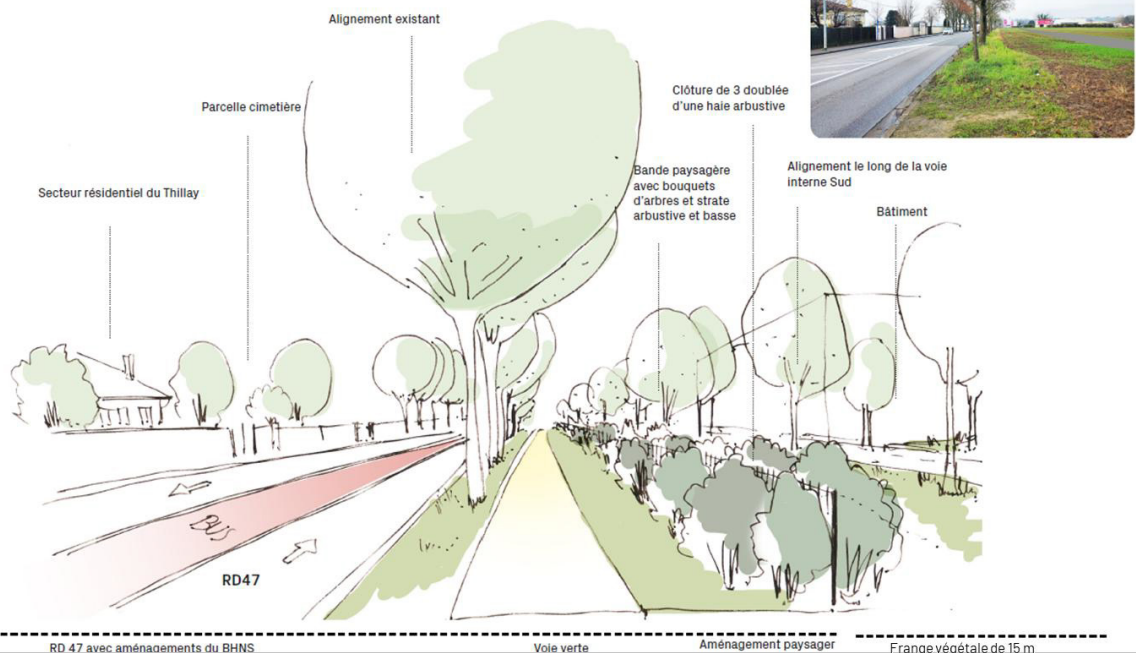 Alignement existant
Parcelle cimetière
Clôture de 3 doublée
d'une haie arbustive
Secteur résidentiel du Thillay
Bande paysagère
avec bouquets
d'arbres et strate
arbustive et basse
Alignement le long de la voie
interne Sud
Bâtiment
BUS
RD47
RD 47 avec aménagements du BHNS
Voie verte
Aménagement paysager
Frange végétale de 15 m